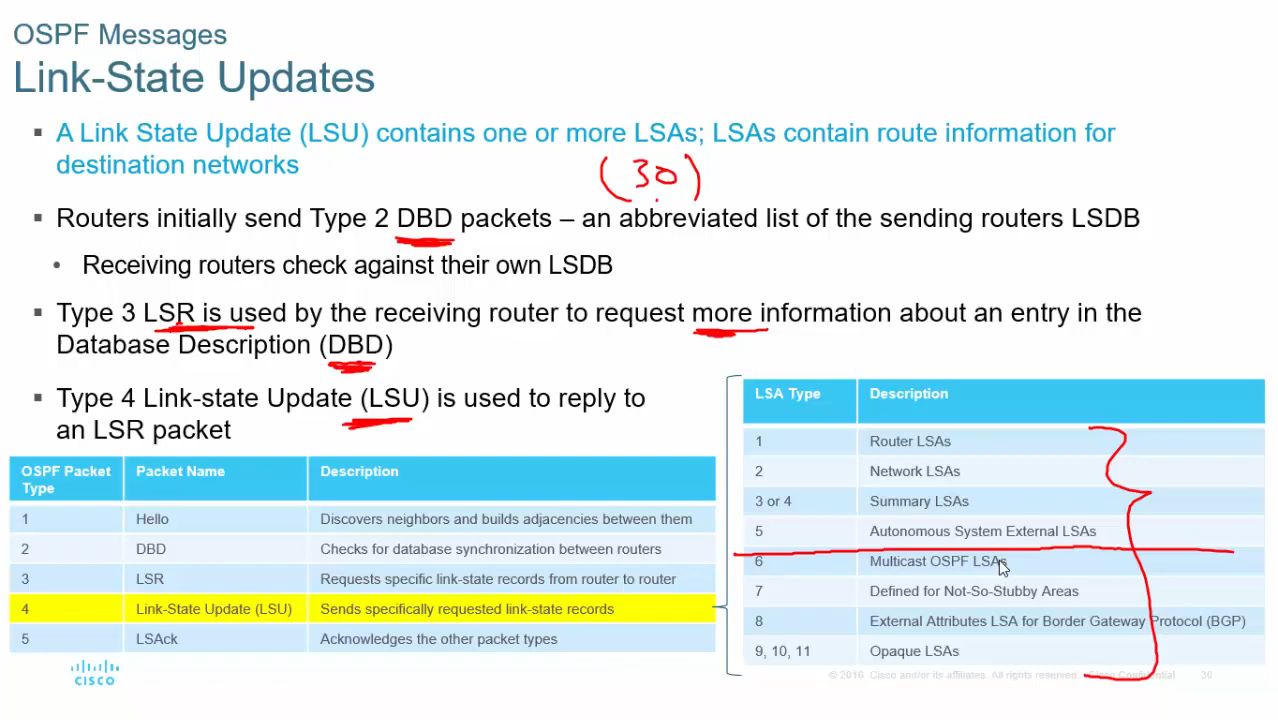 OSPF Messages
Link-State Updates
▪ A Link State Update (LSU) contains one or more LSAs; LSAs contain route information for
destination networks
(30)
▪ Routers initially send Type 2 DBD packets – an abbreviated list of the sending routers LSDB
• Receiving routers check against their own LSDB
▪ Type 3 LSR is used by the receiving router to request more information about an entry in the
Database Description (DBD)
▪ Type 4 Link-state Update (LSU) is used to reply to
an LSR packet
OSPF Packet Type Packet Name Description
1 Hello Discovers neighbors and builds adjacencies between them
2 DBD Checks for database synchronization between routers
3 LSR Requests specific link-state records from router to router
4 Link-State Update (LSU) Sends specifically requested link-state records
5 LSAck Acknowledges the other packet types
LSA Type Description
1 Router LSAs
2 Network LSAs
3 or 4 Summary LSAs
5 Autonomous System External LSAs
6 Multicast OSPF LSAs
7 Defined for Not-So-Stubby Areas
8 External Attributes LSA for Border Gateway Protocol (BGP)
9, 10, 11 Opaque LSAs
CISCO
© 2016 Cisco and/or its affiliates. All rights reserved. Cisco Confidential